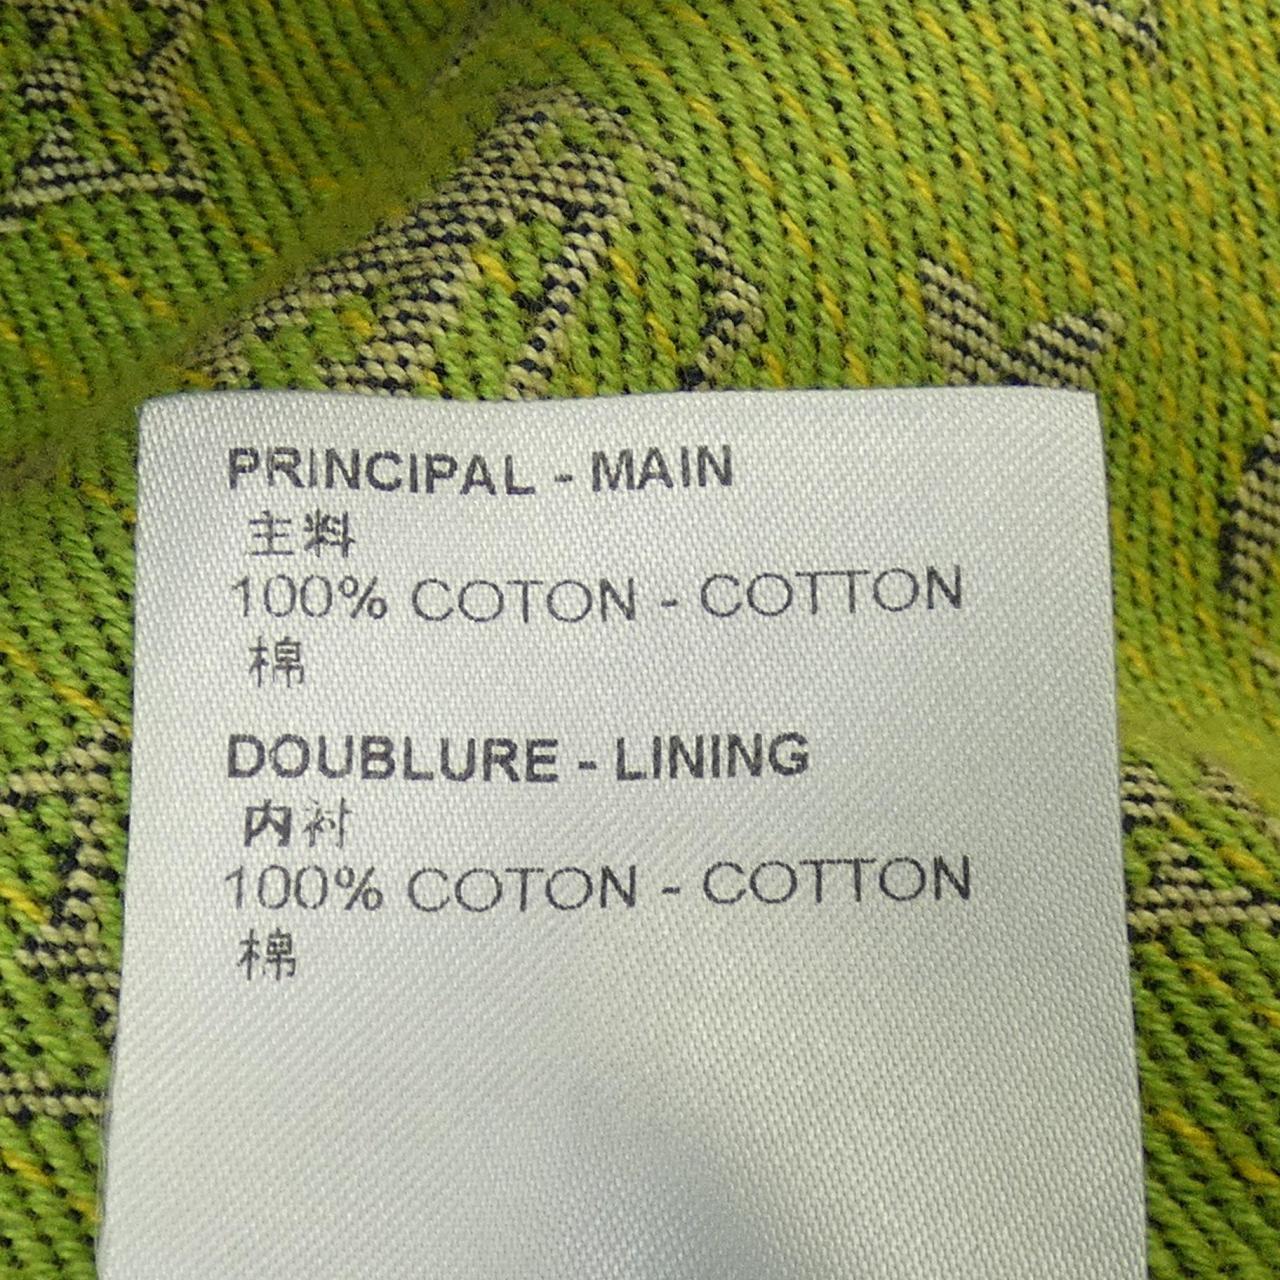 PRINCIPAL - MAIN
主料
100% COTON - COTTON
棉
DOUBLURE - LINING
内衬
100% COTON - COTTON
棉